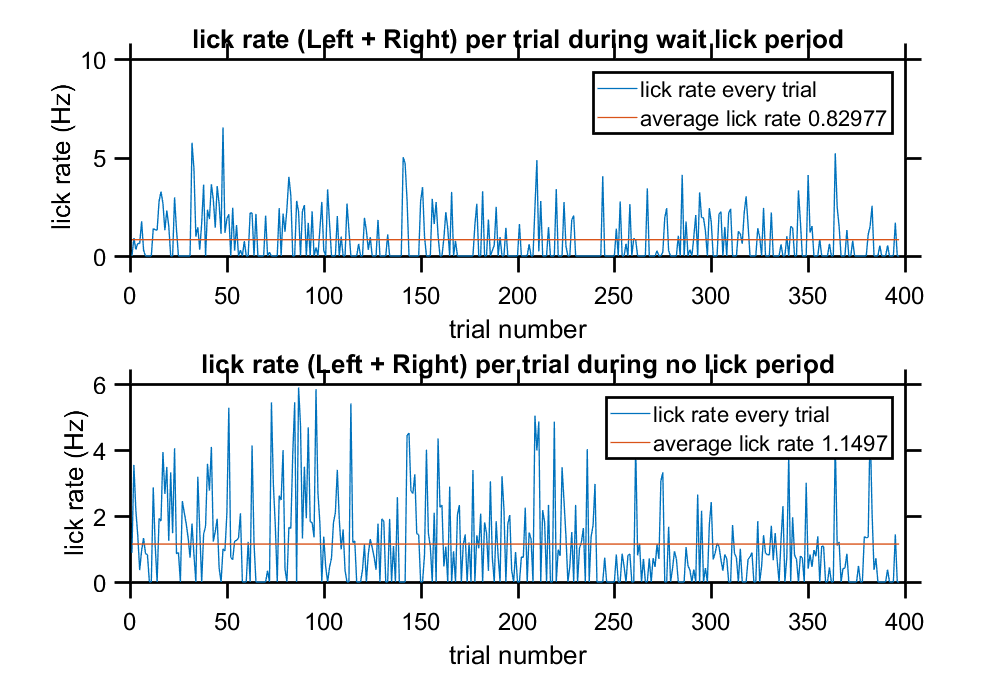 lick rate (Left + Right) per trial during wait lick period
10
5
0
lick rate (Hz)
lick rate every trial
average lick rate 0.82977
0 50 100 150 200 250 300 350 400
trial number
lick rate (Left + Right) per trial during no lick period
6
4
2
0
lick rate (Hz)
lick rate every trial
average lick rate 1.1497
0 50 100 150 200 250 300 350 400
trial number